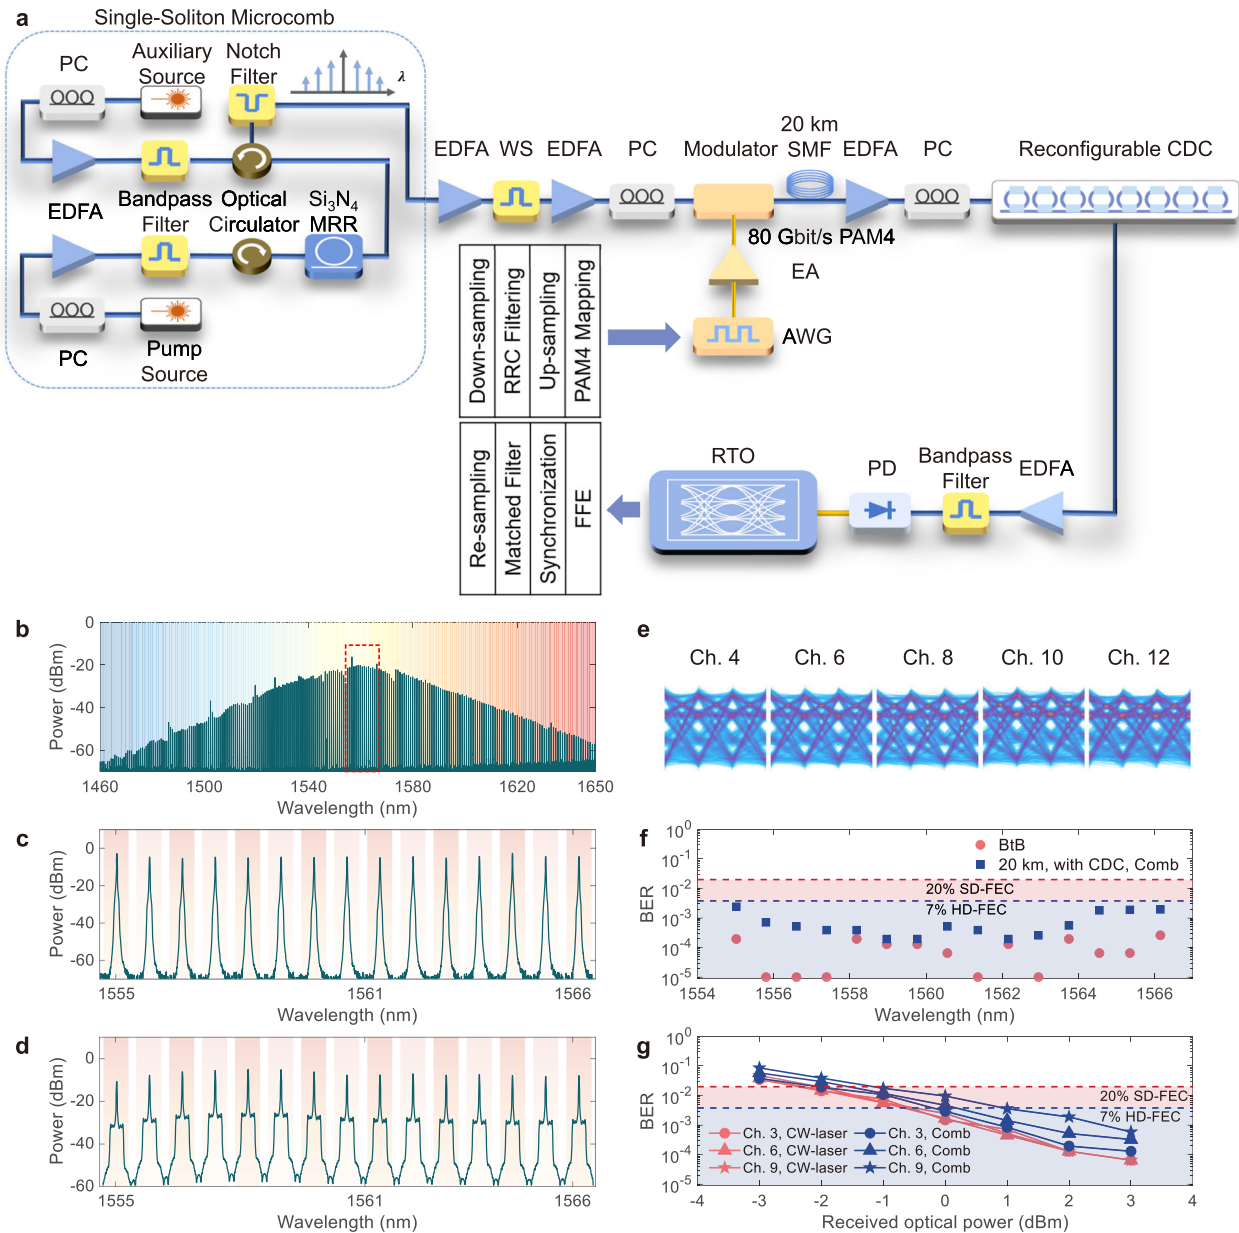 a
Single-Soliton Microcomb
PC
Auxiliary
Source
Notch
Filter
λ
EDFA
Bandpass
Filter
Optical
Circulator
Si3N4
MRR
PC
Pump
Source
EDFA
WS
EDFA
PC
Modulator
20 km
SMF
EDFA
PC
Reconfigurable CDC
80 Gbit/s PAM4
EA
AWG
Down-sampling
RRC Filtering
Up-sampling
PAM4 Mapping
Re-sampling
Matched Filter
Synchronization
FFE
RTO
PD
Bandpass
Filter
EDFA
b
Power (dBm)
0
-20
-40
-60
1460
1500
1540
1580
1620
1650
Wavelength (nm)
c
Power (dBm)
0
-20
-40
-60
1555
1561
1566
Wavelength (nm)
d
Power (dBm)
0
-20
-40
-60
1555
1561
1566
Wavelength (nm)
e
Ch. 4
Ch. 6
Ch. 8
Ch. 10
Ch. 12
f
BER
10^0
10^-1
10^-2
10^-3
10^-4
10^-5
BtB
20 km, with CDC, Comb
20% SD-FEC
7% HD-FEC
1554
1556
1558
1560
1562
1564
1566
Wavelength (nm)
g
BER
10^0
10^-1
10^-2
10^-3
10^-4
10^-5
20% SD-FEC
7% HD-FEC
Ch. 3, CW-laser
Ch. 3, Comb
Ch. 6, CW-laser
Ch. 6, Comb
Ch. 9, CW-laser
Ch. 9, Comb
-4
-3
-2
-1
0
1
2
3
4
Received optical power (dBm)